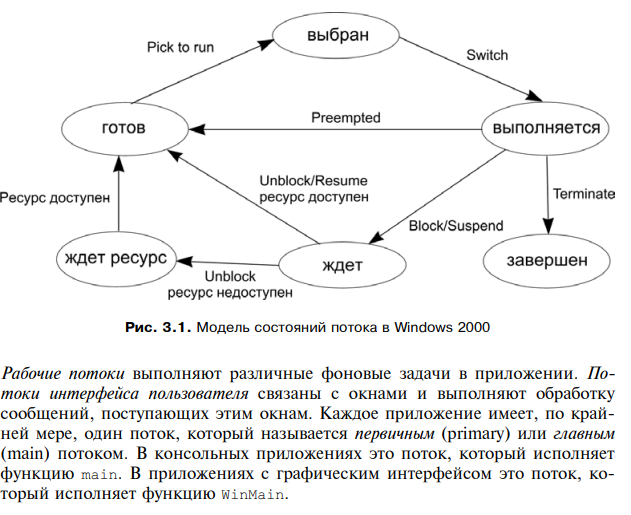 выбран
Pick to run
Switch
готов
Preempted
выполняется
Ресурс доступен
Unblock/Resume
ресурс доступен
Block/Suspend
Terminate
ждет ресурс
Unblock
ресурс недоступен
ждет
завершен
Рис. 3.1. Модель состояний потока в Windows 2000
Рабочие потоки выполняют различные фоновые задачи в приложении. По-
токи интерфейса пользователя связаны с окнами и выполняют обработку
сообщений, поступающих этим окнам. Каждое приложение имеет, по край-
ней мере, один поток, который называется первичным (primary) или главным
(main) потоком. В консольных приложениях это поток, который исполняет
функцию main. В приложениях с графическим интерфейсом это поток, ко-
торый исполняет функцию WinMain.